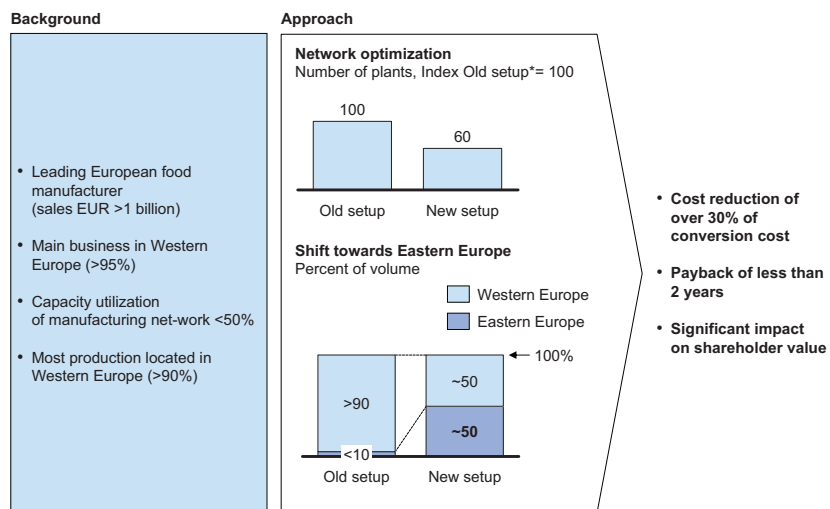 Background
• Leading European food
manufacturer
(sales EUR >1 billion)
• Main business in Western
Europe (>95%)
• Capacity utilization
of manufacturing net-work <50%
• Most production located in
Western Europe (>90%)
Approach
Network optimization
Number of plants, Index Old setup*= 100
100
60
Old setup
New setup
Shift towards Eastern Europe
Percent of volume
Western Europe
Eastern Europe
100%
>90
~50
<10
~50
Old setup
New setup
• Cost reduction of
over 30% of
conversion cost
• Payback of less than
2 years
• Significant impact
on shareholder value